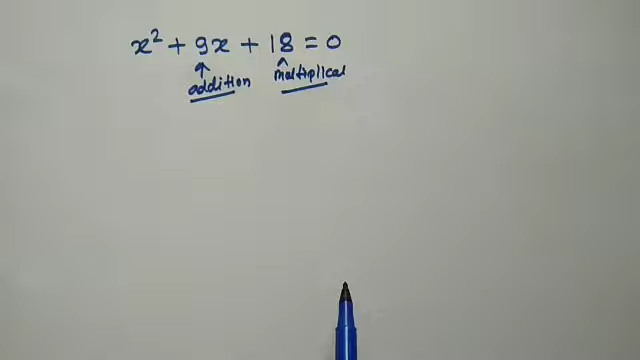 x² + 9x + 18 = 0
addition multiplical